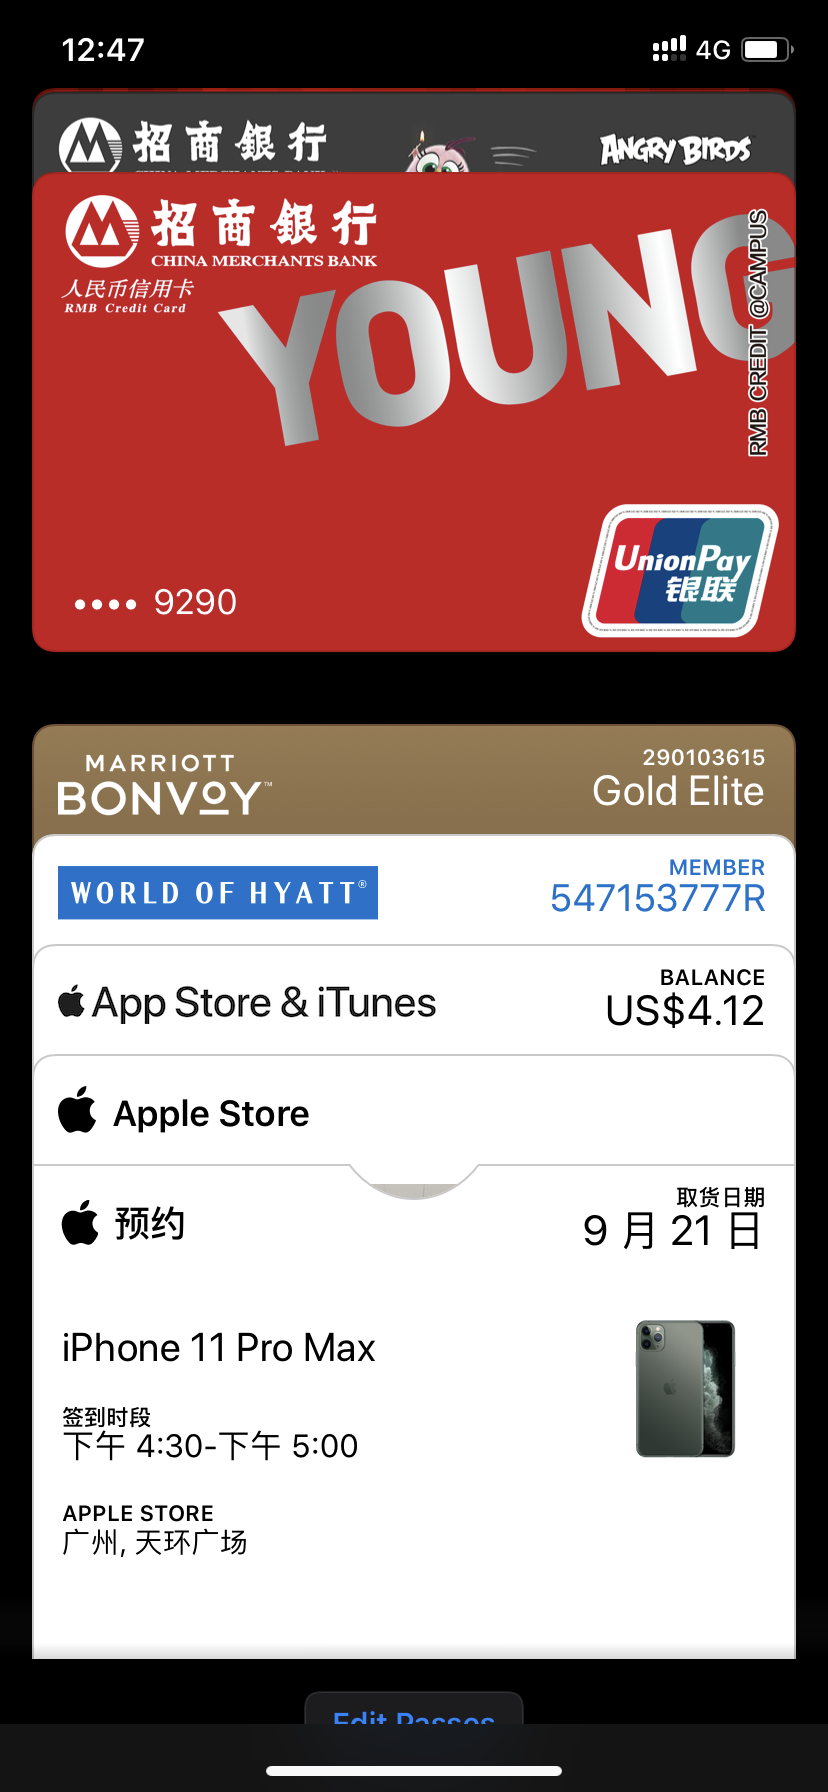 12:47
4G
招商銀行
ANGRY BIRDS
招商銀行
CHINA MERCHANTS BANK
人民币信用卡
RMB Credit Card
YOUNG
RMB CREDIT @CAMPUS
UnionPay
银联
•••• 9290
MARRIOTT
BONVOY™
290103615
Gold Elite
WORLD OF HYATT®
MEMBER
547153777R
App Store & iTunes
BALANCE
US$4.12
Apple Store
预约
取货日期
9 月 21 日
iPhone 11 Pro Max
签到时段
下午 4:30-下午 5:00
APPLE STORE
广州, 天环广场
Edit Passes